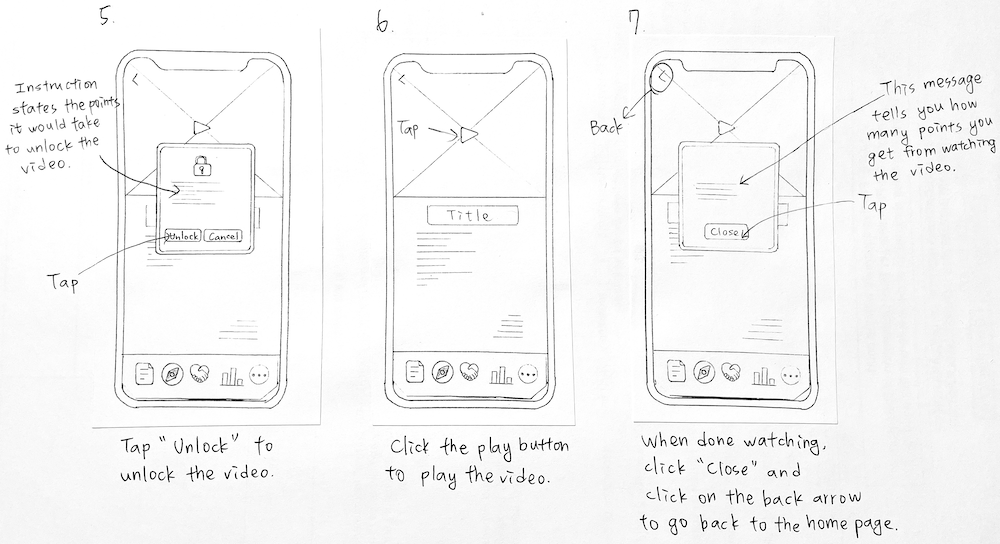 5.
Instruction
states the points
it would take
to unlock the
video.
Unlock
Cancel
Tap
Tap "Unlock" to
unlock the video.
6.
Tap
Title
Click the play button
to play the video.
7.
Back
This message
tells you how
many points you
get from watching
the video.
Tap
Close
When done watching,
click "Close" and
click on the back arrow
to go back to the home page.